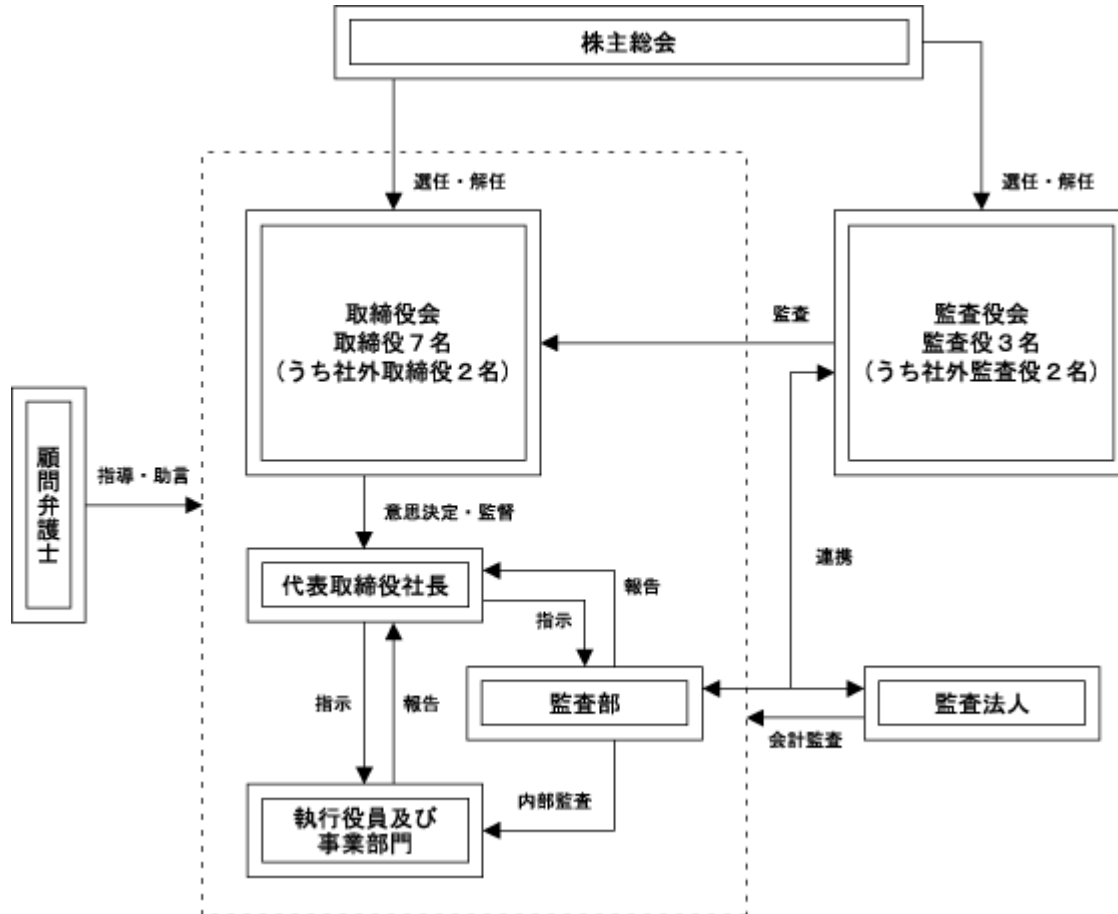 株主総会
選任・解任
選任・解任
取締役会
取締役７名
（うち社外取締役２名）
監査
監査役会
監査役３名
（うち社外監査役２名）
顧問弁護士
指導・助言
意思決定・監督
代表取締役社長
報告
指示
連携
監査部
監査法人
指示
報告
会計監査
内部監査
執行役員及び
事業部門